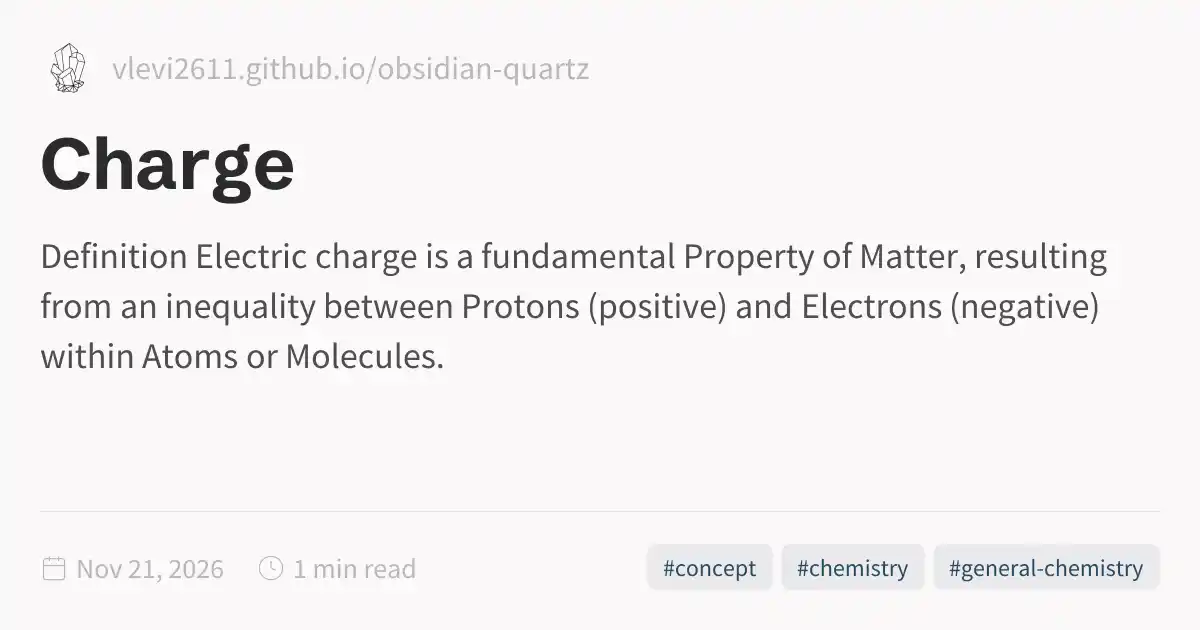 vlevi2611.github.io/obsidian-quartz
Charge
Definition Electric charge is a fundamental Property of Matter, resulting
from an inequality between Protons (positive) and Electrons (negative)
within Atoms or Molecules.
Nov 21, 2026 1 min read #concept #chemistry #general-chemistry